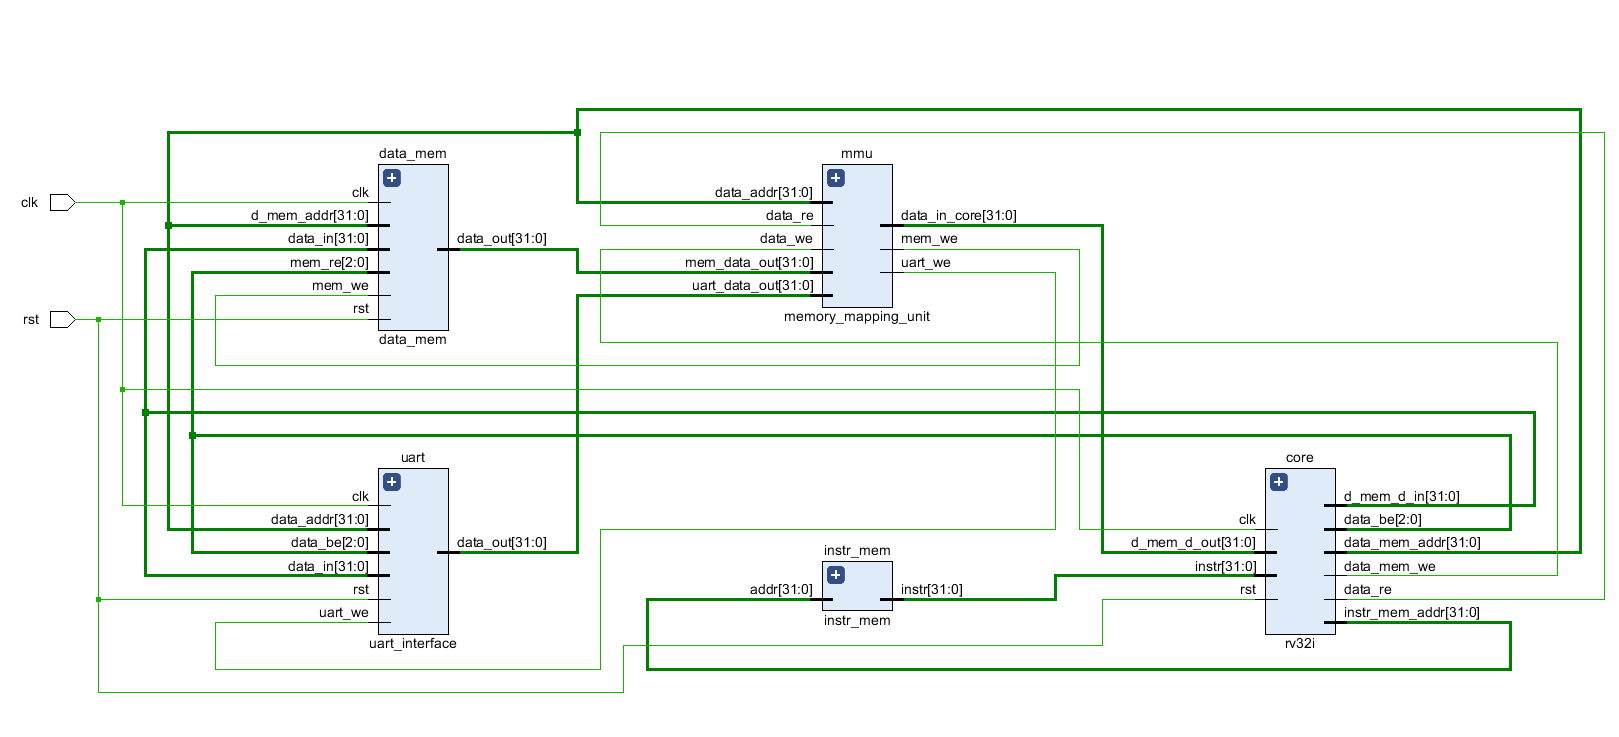 clk
rst
data_mem
clk
d_mem_addr[31:0]
data_in[31:0]
mem_re[2:0]
mem_we
rst
data_out[31:0]
data_mem
mmu
data_addr[31:0]
data_re
data_we
mem_data_out[31:0]
uart_data_out[31:0]
data_in_core[31:0]
mem_we
uart_we
memory_mapping_unit
uart
clk
data_addr[31:0]
data_be[2:0]
data_in[31:0]
rst
uart_we
data_out[31:0]
uart_interface
instr_mem
addr[31:0]
instr[31:0]
instr_mem
core
clk
d_mem_d_out[31:0]
instr[31:0]
rst
d_mem_d_in[31:0]
data_be[2:0]
data_mem_addr[31:0]
data_mem_we
data_re
instr_mem_addr[31:0]
rv32i